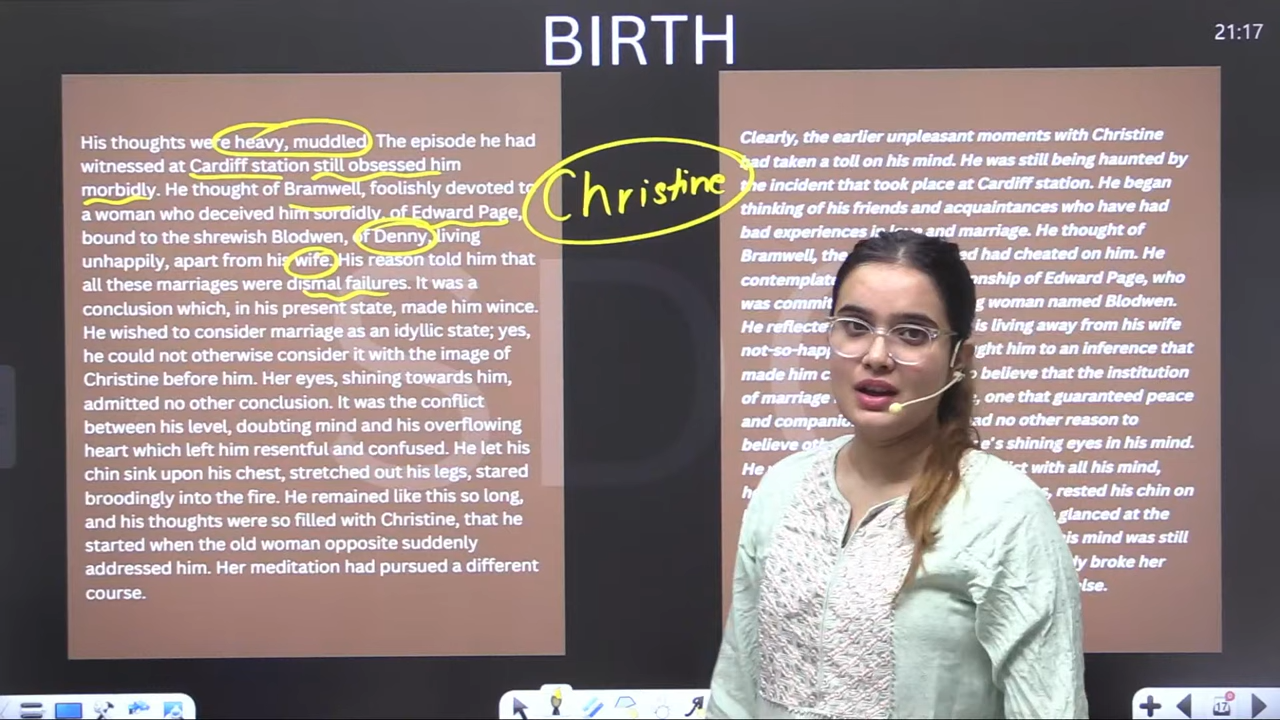 BIRTH
21:17
His thoughts were heavy, muddled. The episode he had
witnessed at Cardiff station still obsessed him
morbidly. He thought of Bramwell, foolishly devoted to
a woman who deceived him sordidly, of Edward Page,
bound to the shrewish Blodwen, of Denny, living
unhappily, apart from his wife. His reason told him that
all these marriages were dismal failures. It was a
conclusion which, in his present state, made him wince.
He wished to consider marriage as an idyllic state; yes,
he could not otherwise consider it with the image of
Christine before him. Her eyes, shining towards him,
admitted no other conclusion. It was the conflict
between his level, doubting mind and his overflowing
heart which left him resentful and confused. He let his
chin sink upon his chest, stretched out his legs, stared
broodingly into the fire. He remained like this so long,
and his thoughts were so filled with Christine, that he
started when the old woman opposite suddenly
addressed him. Her meditation had pursued a different
course.
Christine
Clearly, the earlier unpleasant moments with Christine
had taken a toll on his mind. He was still being haunted by
the incident that took place at Cardiff station. He began
thinking of his friends and acquaintances who have had
bad experiences in love and marriage. He thought of
Bramwell, the ed had cheated on him. He
contemplat nship of Edward Page, who
was commit g woman named Blodwen.
He reflecte is living away from his wife
not-so-happ ght him to an inference that
made him c o believe that the institution
of marriage , one that guaranteed peace
and compani ad no other reason to
believe oth e's shining eyes in his mind.
He ct with all his mind,
h s, rested his chin on
glanced at the
is mind was still
ly broke her
else.
17